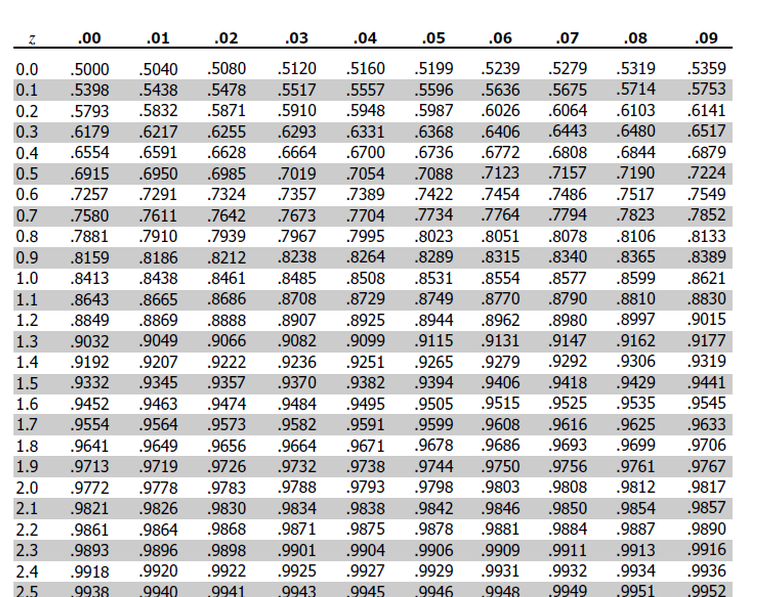 z .00 .01 .02 .03 .04 .05 .06 .07 .08 .09
0.0 .5000 .5040 .5080 .5120 .5160 .5199 .5239 .5279 .5319 .5359
0.1 .5398 .5438 .5478 .5517 .5557 .5596 .5636 .5675 .5714 .5753
0.2 .5793 .5832 .5871 .5910 .5948 .5987 .6026 .6064 .6103 .6141
0.3 .6179 .6217 .6255 .6293 .6331 .6368 .6406 .6443 .6480 .6517
0.4 .6554 .6591 .6628 .6664 .6700 .6736 .6772 .6808 .6844 .6879
0.5 .6915 .6950 .6985 .7019 .7054 .7088 .7123 .7157 .7190 .7224
0.6 .7257 .7291 .7324 .7357 .7389 .7422 .7454 .7486 .7517 .7549
0.7 .7580 .7611 .7642 .7673 .7704 .7734 .7764 .7794 .7823 .7852
0.8 .7881 .7910 .7939 .7967 .7995 .8023 .8051 .8078 .8106 .8133
0.9 .8159 .8186 .8212 .8238 .8264 .8289 .8315 .8340 .8365 .8389
1.0 .8413 .8438 .8461 .8485 .8508 .8531 .8554 .8577 .8599 .8621
1.1 .8643 .8665 .8686 .8708 .8729 .8749 .8770 .8790 .8810 .8830
1.2 .8849 .8869 .8888 .8907 .8925 .8944 .8962 .8980 .8997 .9015
1.3 .9032 .9049 .9066 .9082 .9099 .9115 .9131 .9147 .9162 .9177
1.4 .9192 .9207 .9222 .9236 .9251 .9265 .9279 .9292 .9306 .9319
1.5 .9332 .9345 .9357 .9370 .9382 .9394 .9406 .9418 .9429 .9441
1.6 .9452 .9463 .9474 .9484 .9495 .9505 .9515 .9525 .9535 .9545
1.7 .9554 .9564 .9573 .9582 .9591 .9599 .9608 .9616 .9625 .9633
1.8 .9641 .9649 .9656 .9664 .9671 .9678 .9686 .9693 .9699 .9706
1.9 .9713 .9719 .9726 .9732 .9738 .9744 .9750 .9756 .9761 .9767
2.0 .9772 .9778 .9783 .9788 .9793 .9798 .9803 .9808 .9812 .9817
2.1 .9821 .9826 .9830 .9834 .9838 .9842 .9846 .9850 .9854 .9857
2.2 .9861 .9864 .9868 .9871 .9875 .9878 .9881 .9884 .9887 .9890
2.3 .9893 .9896 .9898 .9901 .9904 .9906 .9909 .9911 .9913 .9916
2.4 .9918 .9920 .9922 .9925 .9927 .9929 .9931 .9932 .9934 .9936
2.5 .9938 .9940 .9941 .9943 .9945 .9946 .9948 .9949 .9951 .9952